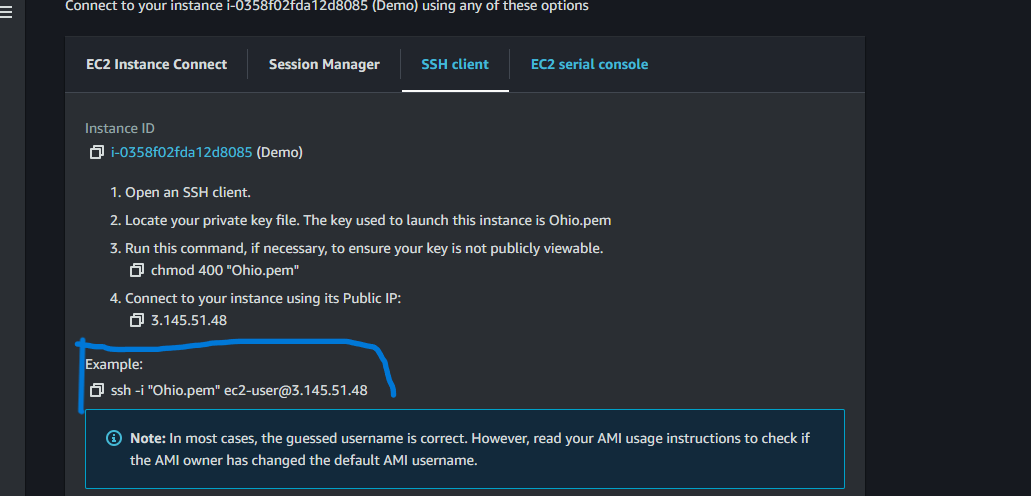 Connect to your instance i-0358f02fda12d8085 (Demo) using any of these options
EC2 Instance Connect
Session Manager
SSH client
EC2 serial console
Instance ID
i-0358f02fda12d8085 (Demo)
1. Open an SSH client.
2. Locate your private key file. The key used to launch this instance is Ohio.pem
3. Run this command, if necessary, to ensure your key is not publicly viewable.
chmod 400 "Ohio.pem"
4. Connect to your instance using its Public IP:
3.145.51.48
Example:
ssh -i "Ohio.pem" ec2-user@3.145.51.48
Note: In most cases, the guessed username is correct. However, read your AMI usage instructions to check if
the AMI owner has changed the default AMI username.